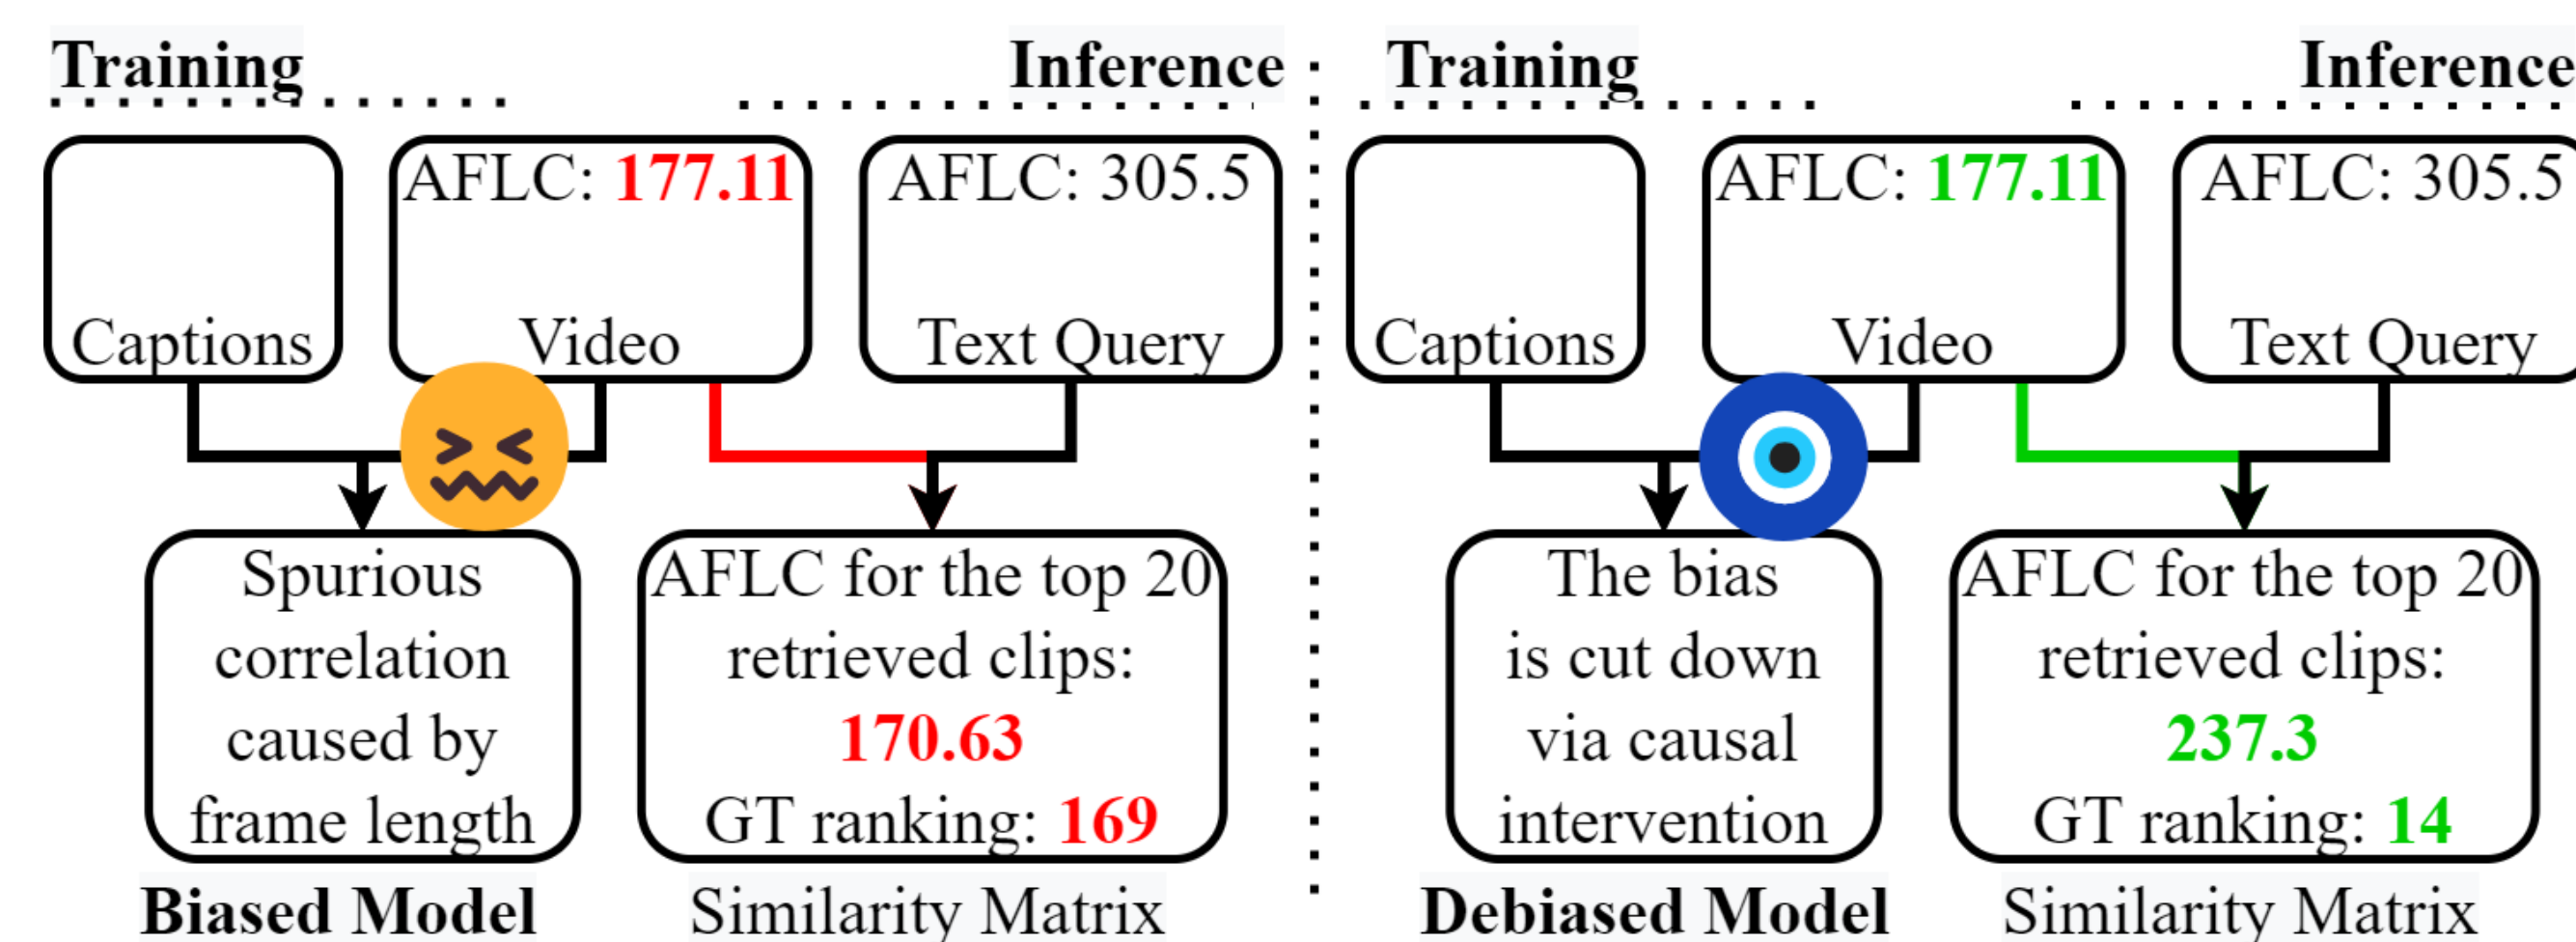 Training
Inference
Captions
AFLC: 177.11
Video
AFLC: 305.5
Text Query
Spurious
correlation
caused by
frame length
Biased Model
AFLC for the top 20
retrieved clips:
170.63
GT ranking: 169
Similarity Matrix
Training
Inference
Captions
AFLC: 177.11
Video
AFLC: 305.5
Text Query
The bias
is cut down
via causal
intervention
Debiased Model
AFLC for the top 20
retrieved clips:
237.3
GT ranking: 14
Similarity Matrix